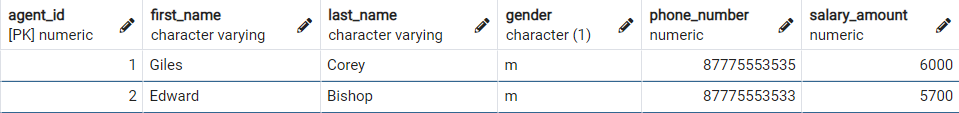 agent_id first_name last_name gender phone_number salary_amount
[PK] numeric character varying character varying character (1) numeric numeric
1 Giles Corey m 87775553535 6000
2 Edward Bishop m 87775553533 5700